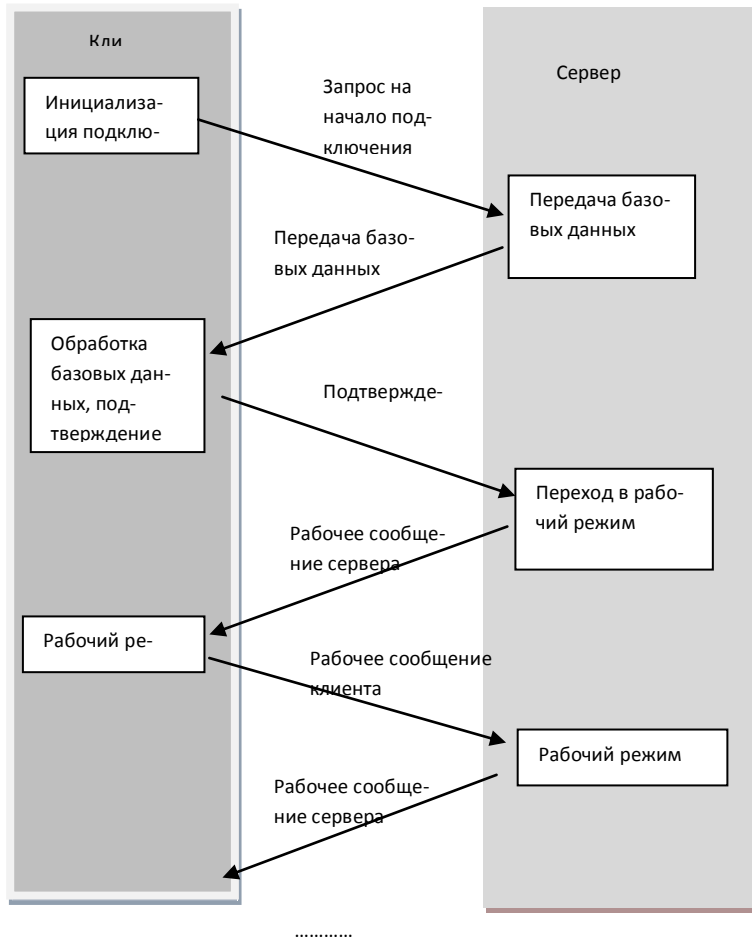 Кли
Сервер
Инициализа-
ция подклю-
Запрос на
начало под-
ключения
Передача базо-
вых данных
Передача базо-
вых данных
Обработка
базовых дан-
ных, под-
тверждение
Подтвержде-
Переход в рабо-
чий режим
Рабочее сообще-
ние сервера
Рабочий ре-
Рабочее сообщение
клиента
Рабочий режим
Рабочее сообще-
ние сервера
............